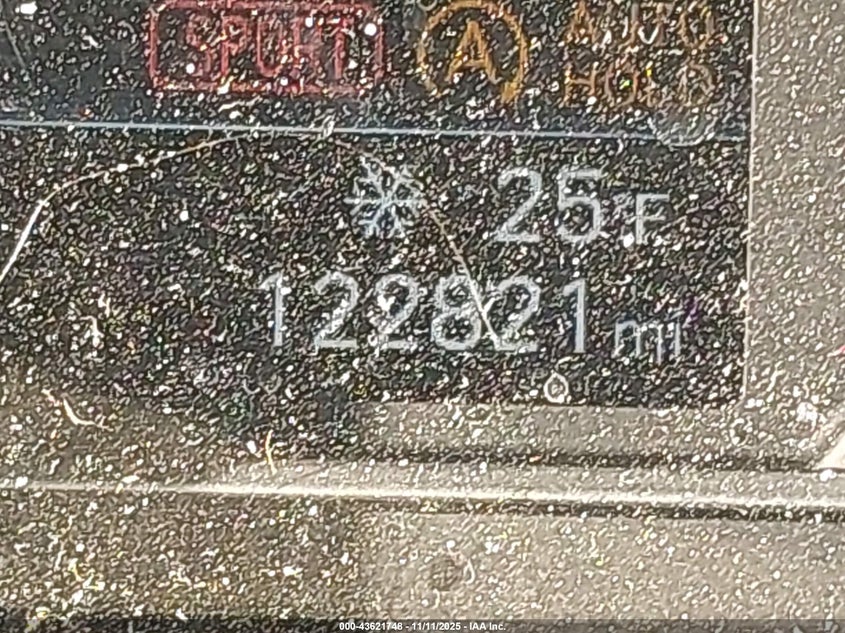 SPORT A AUTO
HOLD
25°F
122821 mi
000-43621748 - 11/11/2025 - IAA Inc.